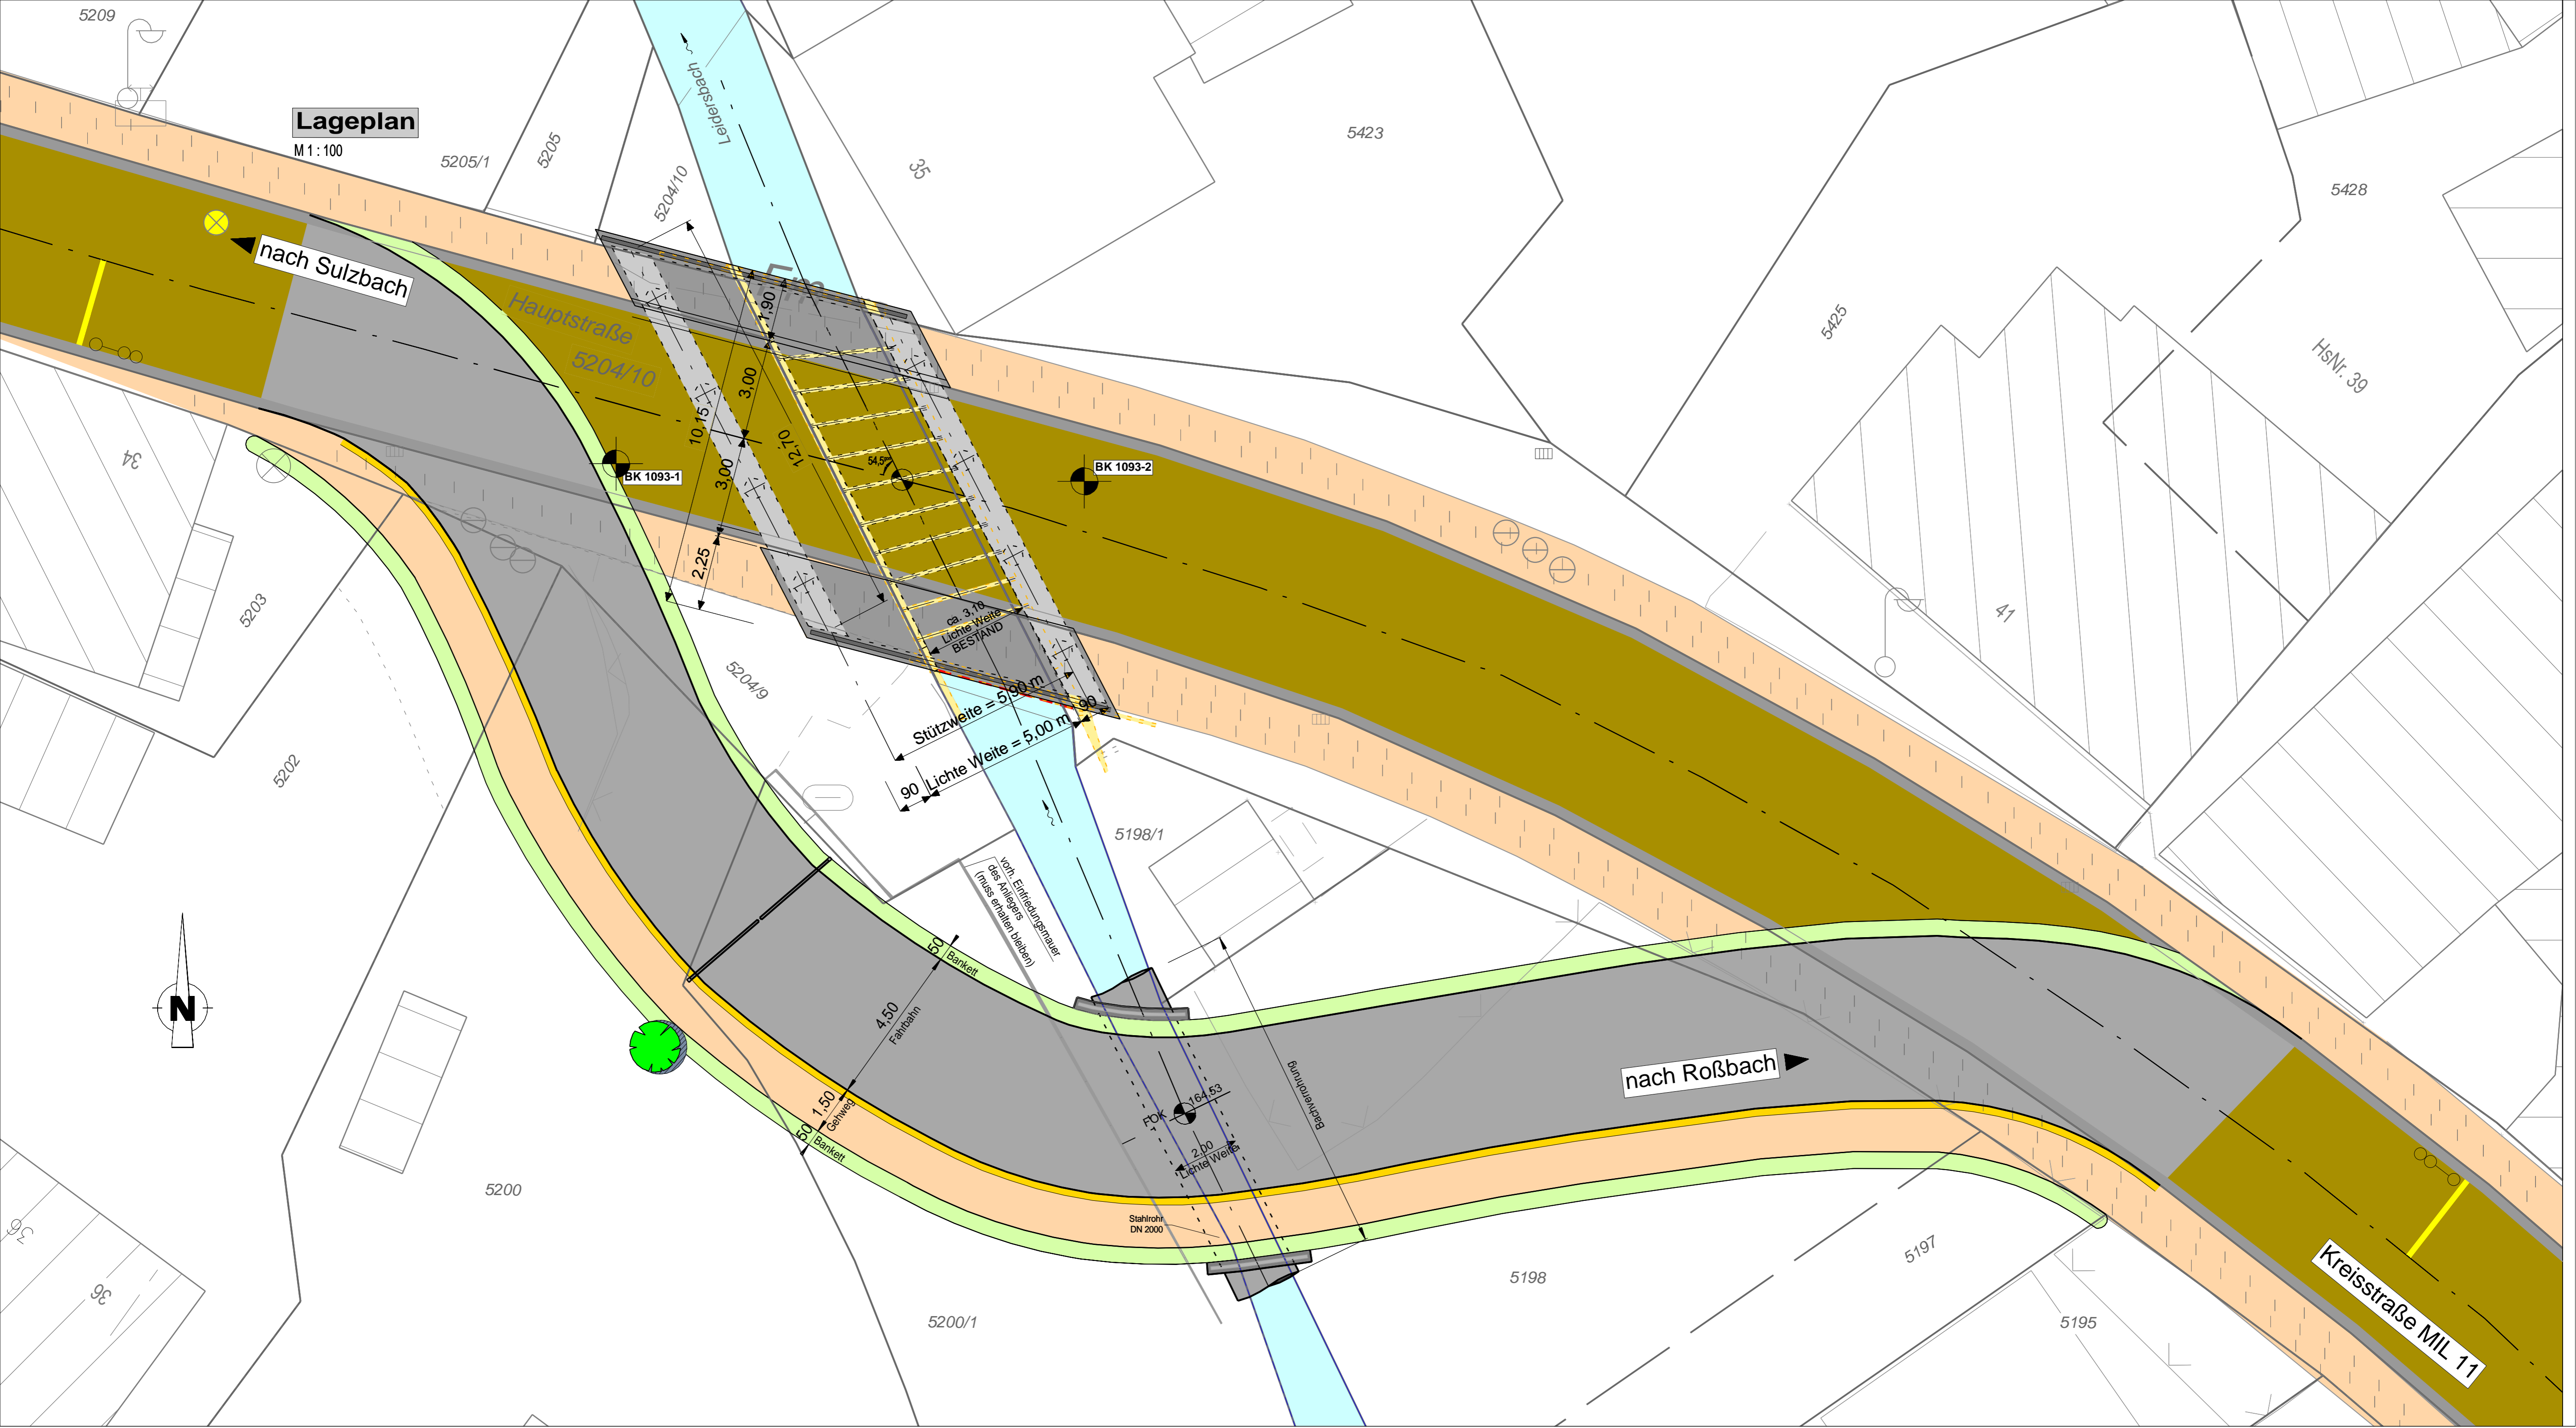 5209
Lageplan
M 1 : 100
5205/1
5205
5204/10
Leidersbach
35
5423
5428
5425
HsNr. 39
41
nach Sulzbach
Hauptstraße
5204/10
1,90
3,00
10,15
12,70
3,00
2,25
54,5
BK 1093-1
BK 1093-2
34
5203
5202
5204/9
ca. 3,10
Lichte Weite
BESTAND
Stützweite = 5,90 m
90
Lichte Weite = 5,00 m
90
5198/1
vorh. Einfriedungsmauer
des Anliegers
(muss erhalten bleiben)
50
Bankett
4,50
Fahrbahn
1,50
Gehweg
50
Bankett
N
FOK
164,53
2,00
Lichte Weite
Bachverrohrung
Stahlrohr
DN 2000
nach Roßbach
Kreisstraße MIL 11
5200
5200/1
5198
5197
5195
36
36